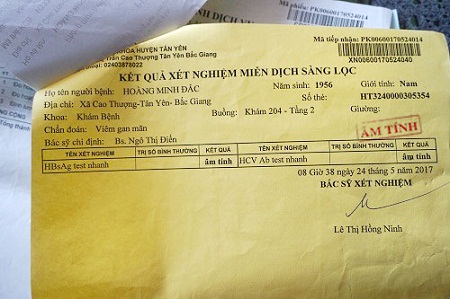 KHOA HUYỆN TÂN YÊN
Trần Cao Thượng-Tân Yên- Bắc Giang
02403878022
Mã tiếp nhận:
PK00600170524014
XN00600170524040
KẾT QUẢ XÉT NGHIỆM MIỄN DỊCH SÀNG LỌC
Họ tên người bệnh: HOÀNG MINH ĐẮC Năm sinh: 1956 Giới tính: Nam
Địa chỉ: Xã Cao Thượng-Tân Yên- Bắc Giang Số thẻ: HT3240000305354
Khoa: Khám Bệnh Buồng: Khám 204 - Tầng 2
Chẩn đoán: Viêm gan mãn
Bác sỹ chỉ định: Bs. Ngô Thị Điển
ÂM TÍNH
TÊN XÉT NGHIỆM TRỊ SỐ BÌNH THƯỜNG KẾT QUẢ TÊN XÉT NGHIỆM TRỊ SỐ BÌNH THƯỜNG KẾT QUẢ
HBsAg test nhanh âm tính HCV Ab test nhanh âm tính
08 Giờ 38 ngày 24 tháng 5 năm 2017
BÁC SỸ XÉT NGHIỆM
Lê Thị Hồng Ninh